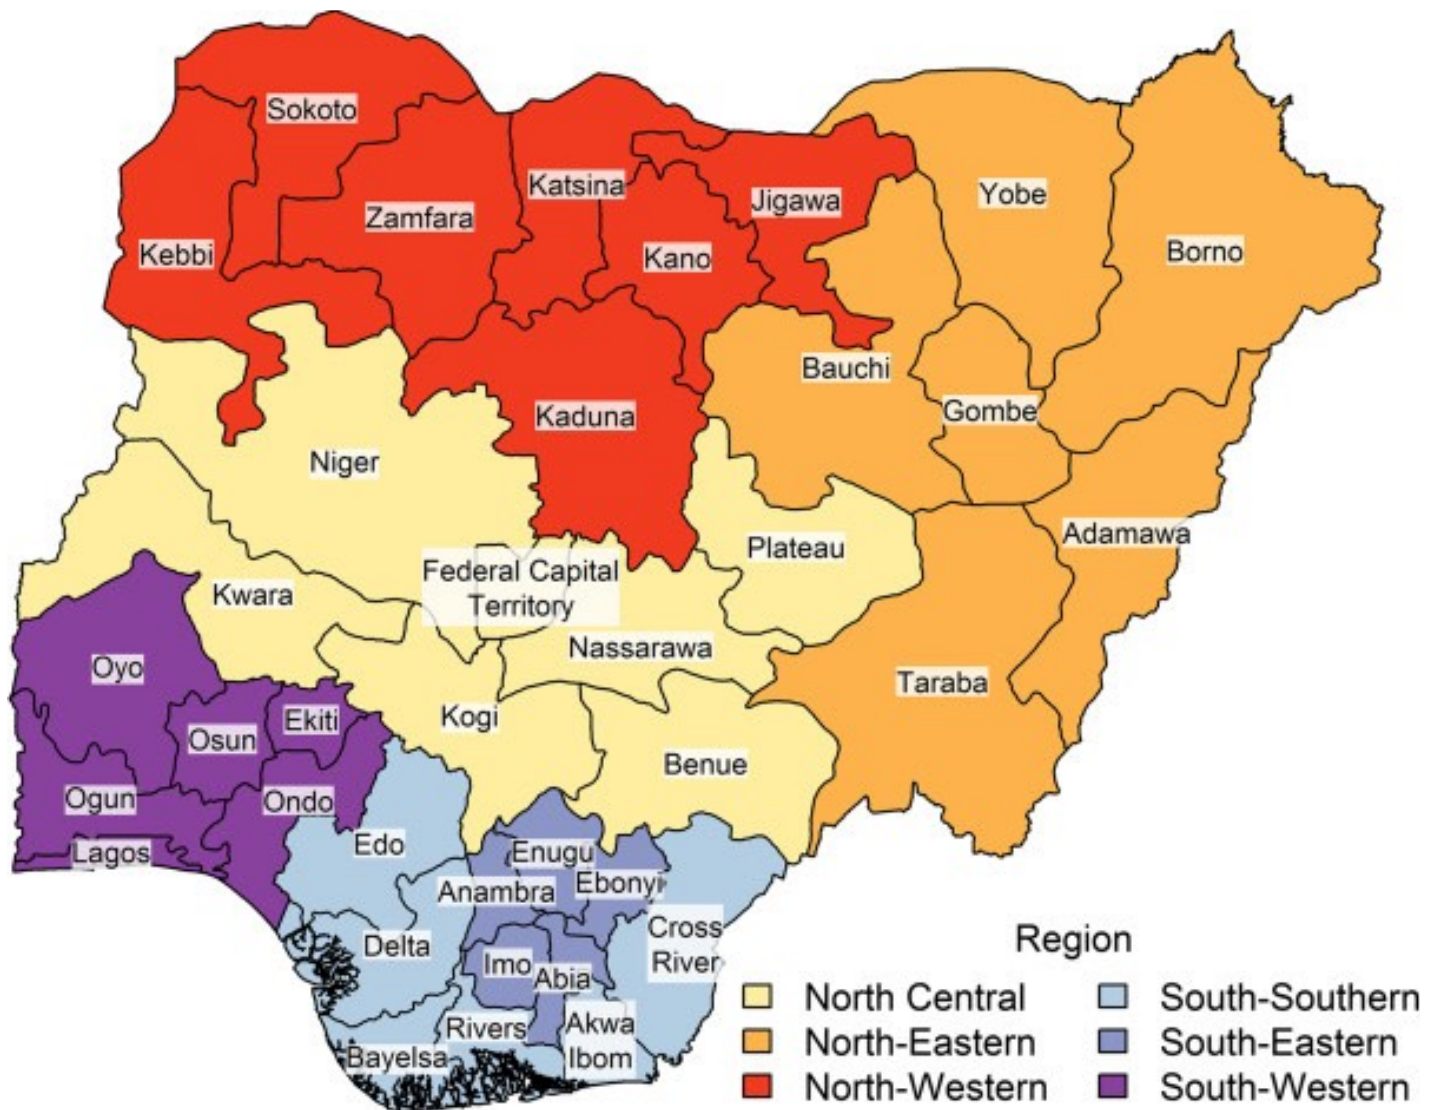 Sokoto
Katsina
Jigawa
Yobe
Zamfara
Kebbi
Kano
Borno
Bauchi
Gombe
Kaduna
Niger
Adamawa
Plateau
Federal Capital
Territory
Kwara
Nassarawa
Oyo
Taraba
Kogi
Ekiti
Osun
Benue
Ogun
Ondo
Lagos
Edo
Enugu
Ebonyi
Anambra
Cross
River
Delta
Imo
Abia
Rivers
Akwa
Ibom
Bayelsa
Region
North Central
North-Eastern
North-Western
South-Southern
South-Eastern
South-Western